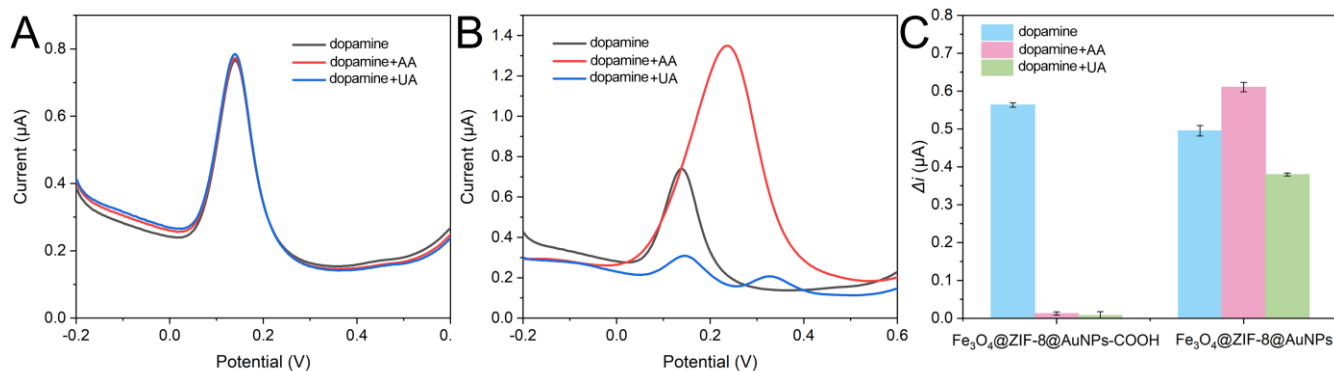 A
dopamine
dopamine+AA
dopamine+UA
Current (μA)
0.8
0.6
0.4
0.2
0.0
-0.2 0.0 0.2 0.4 0.6
Potential (V)
B
dopamine
dopamine+AA
dopamine+UA
Current (μA)
1.4
1.2
1.0
0.8
0.6
0.4
0.2
0.0
-0.2 0.0 0.2 0.4 0.6
Potential (V)
C
dopamine
dopamine+AA
dopamine+UA
Δi (μA)
0.8
0.7
0.6
0.5
0.4
0.3
0.2
0.1
0.0
Fe₃O₄@ZIF-8@AuNPs-COOH Fe₃O₄@ZIF-8@AuNPs